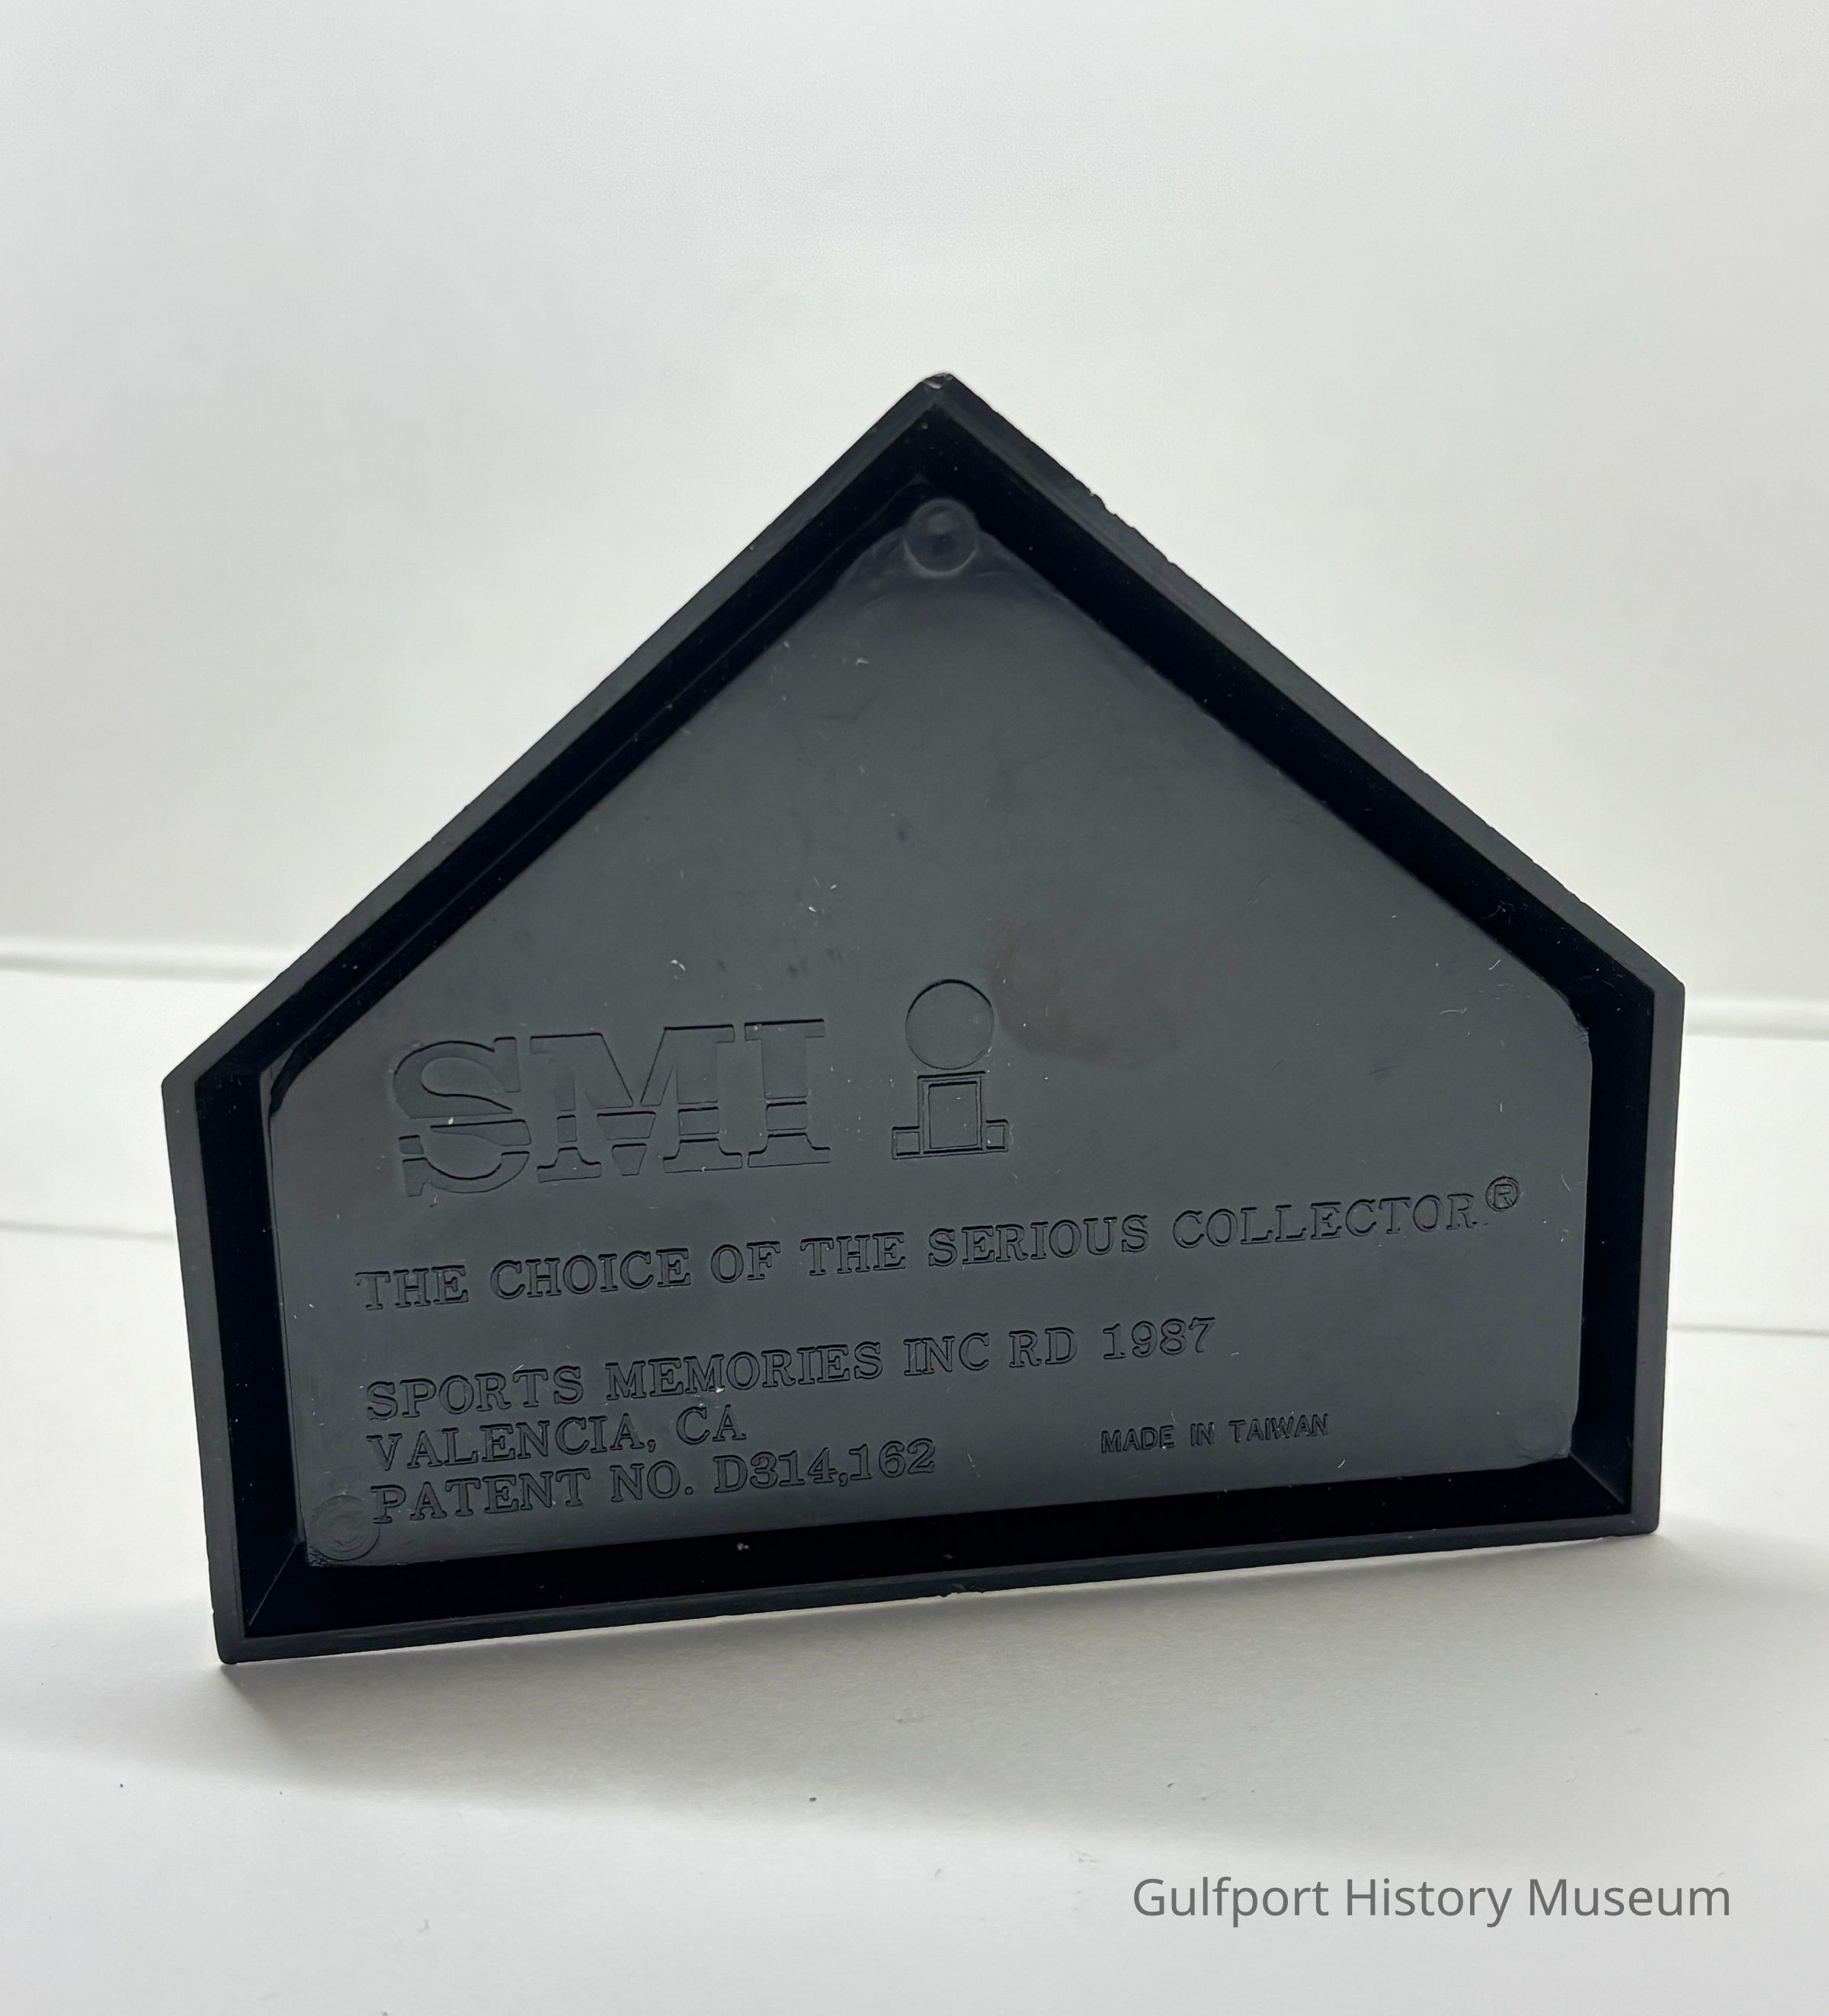 SMI
THE CHOICE OF THE SERIOUS COLLECTOR®
SPORTS MEMORIES INC RD 1987
VALENCIA, CA
PATENT NO. D314,162
MADE IN TAIWAN
Gulfport History Museum